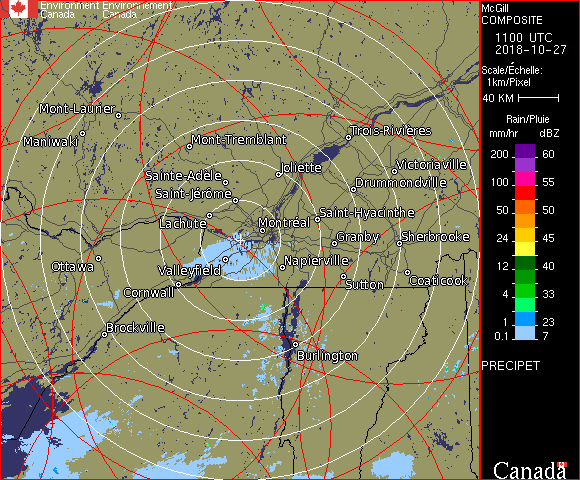 Environment Environnement
Canada Canada
McGill
COMPOSITE
1100 UTC
2018-10-27
Scale/Échelle:
1km/Pixel
40 KM
Rain/Pluie
mm/hr dBZ
200 60
100 55
50 50
24 45
12 40
4 33
1 23
0.1 7
PRECIPET
Canada
Mont-Laurier
Maniwaki
Mont-Tremblant
Trois-Rivières
Joliette
Victoriaville
Sainte-Adèle
Drummondville
Saint-Jérôme
Saint-Hyacinthe
Lachute
Montréal
Granby
Sherbrooke
Ottawa
Valleyfield
Napierville
Sutton
Coaticook
Cornwall
Brockville
Burlington